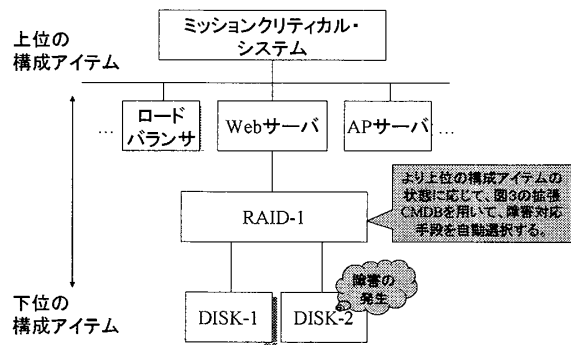 上位の
構成アイテム
ミッションクリティカル・
システム
…
ロード
バランサ
Webサーバ
APサーバ
…
より上位の構成アイテムの
状態に応じて、図3の拡張
CMDBを用いて、障害対応
手段を自動選択する。
RAID-1
障害の
発生
下位の
構成アイテム
DISK-1
DISK-2